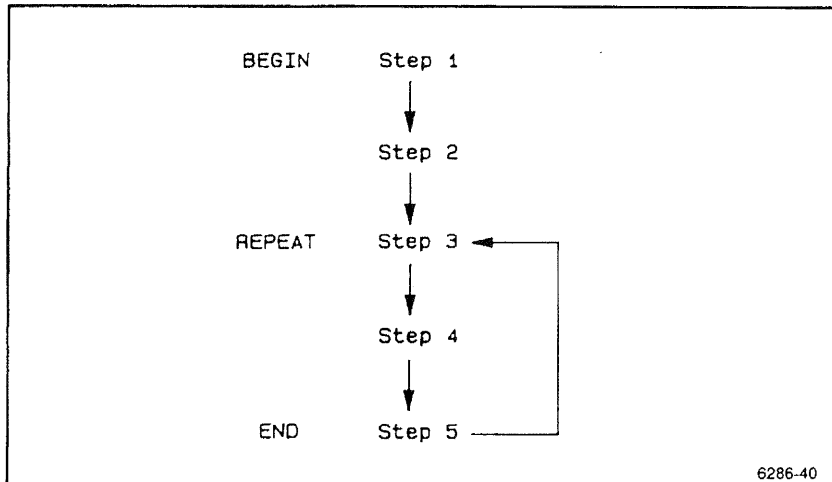 BEGIN Step 1
Step 2
REPEAT Step 3
Step 4
END Step 5
6286-40